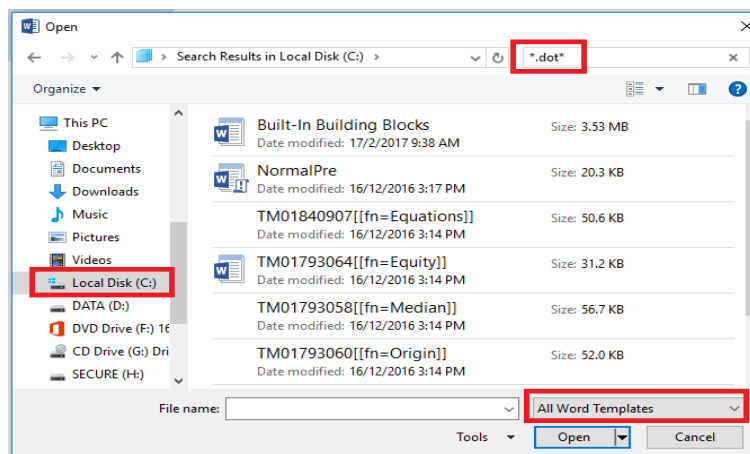 Open
Search Results in Local Disk (C:)
*.dot*
Organize
This PC
Desktop
Documents
Downloads
Music
Pictures
Videos
Local Disk (C:)
DATA (D:)
DVD Drive (F:) 16
CD Drive (G:) Dri
SECURE (H:)
Built-In Building Blocks
Date modified: 17/2/2017 9:38 AM
Size: 3.53 MB
NormalPre
Date modified: 16/12/2016 3:17 PM
Size: 20.3 KB
TM01840907[[fn=Equations]]
Date modified: 16/12/2016 3:14 PM
Size: 50.6 KB
TM01793064[[fn=Equity]]
Date modified: 16/12/2016 3:14 PM
Size: 31.2 KB
TM01793058[[fn=Median]]
Date modified: 16/12/2016 3:14 PM
Size: 56.7 KB
TM01793060[[fn=Origin]]
Date modified: 16/12/2016 3:14 PM
Size: 52.0 KB
File name:
All Word Templates
Tools
Open
Cancel